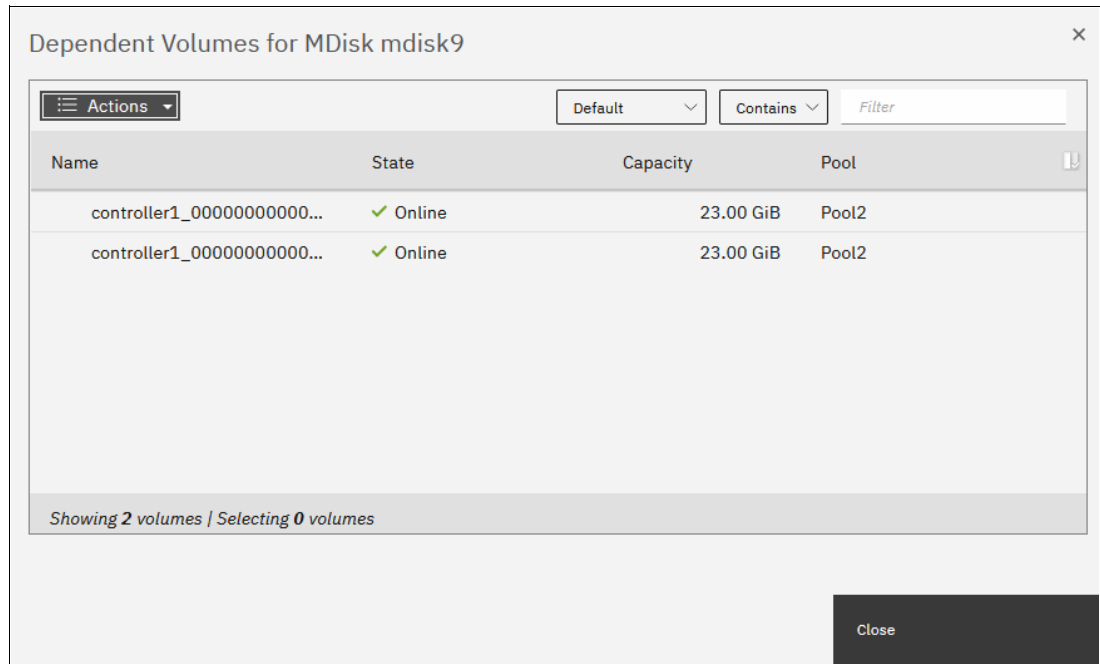 Dependent Volumes for MDisk mdisk9
Actions Default Contains Filter
Name State Capacity Pool
controller1_00000000000... Online 23.00 GiB Pool2
controller1_00000000000... Online 23.00 GiB Pool2
Showing 2 volumes | Selecting 0 volumes
Close